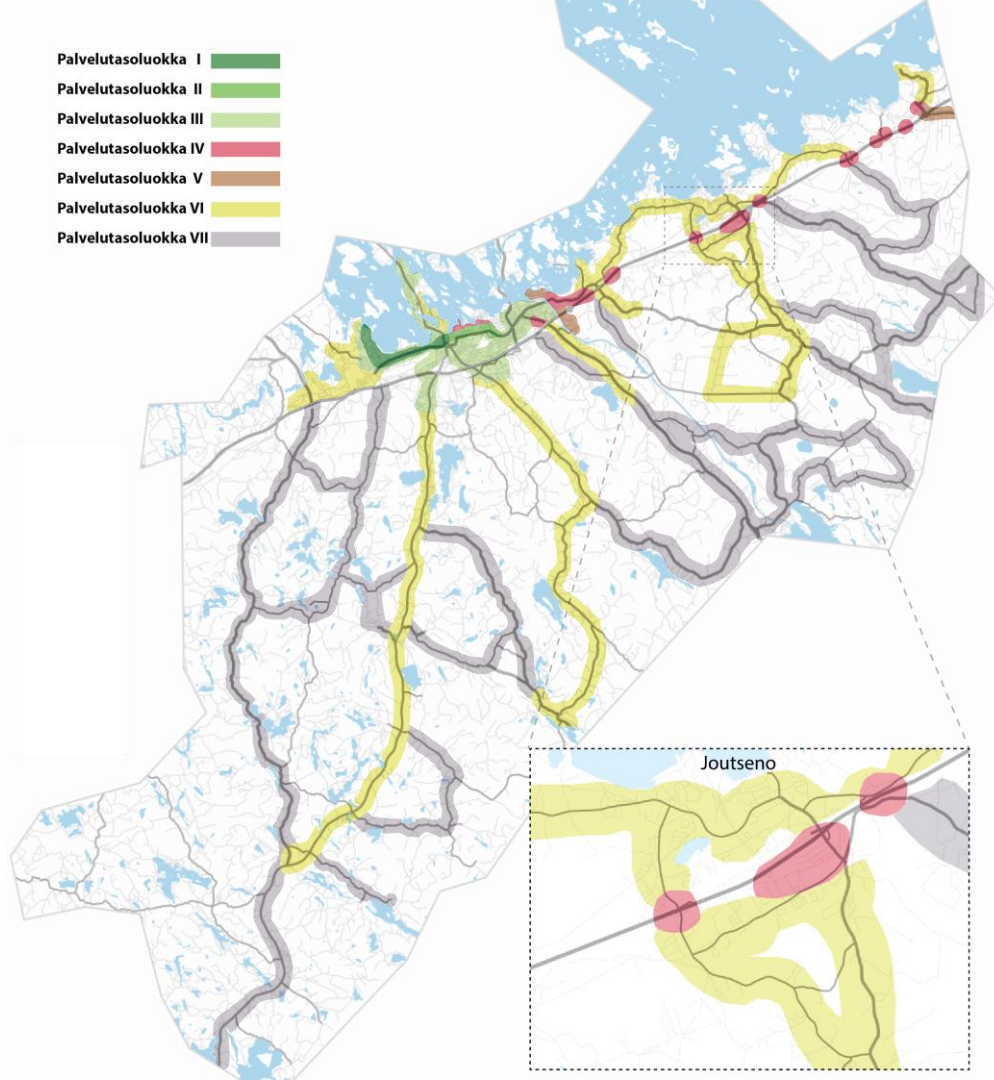 Palvelutasoluokka I
Palvelutasoluokka II
Palvelutasoluokka III
Palvelutasoluokka IV
Palvelutasoluokka V
Palvelutasoluokka VI
Palvelutasoluokka VII
Joutseno